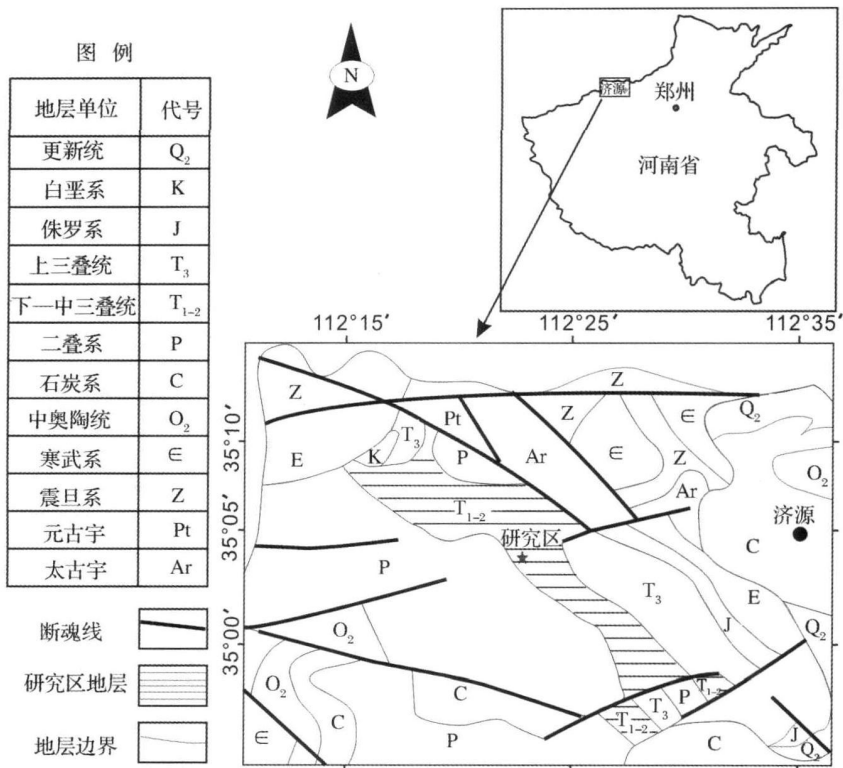 图 例
地层单位 代号
更新统 Q₂
白垩系 K
侏罗系 J
上三叠统 T₃
下—中三叠统 T₁₋₂
二叠系 P
石炭系 C
中奥陶统 O₂
寒武系 ∈
震旦系 Z
元古宇 Pt
太古宇 Ar
断魂线
研究区地层
地层边界
N
济源
郑州
河南省
112°15′ 112°25′ 112°35′
35°10′
35°05′
35°00′
Z
Z
Z
E
K
T₃
Pt
P
Ar
∈
∈
Z
Q₂
O₂
Ar
济源
C
T₁₋₂
研究区
P
T₃
E
J
Q₂
O₂
O₂
C
∈
C
P
T₁₋₂
T₃
P
T₁₋₂
C
J
Q₂